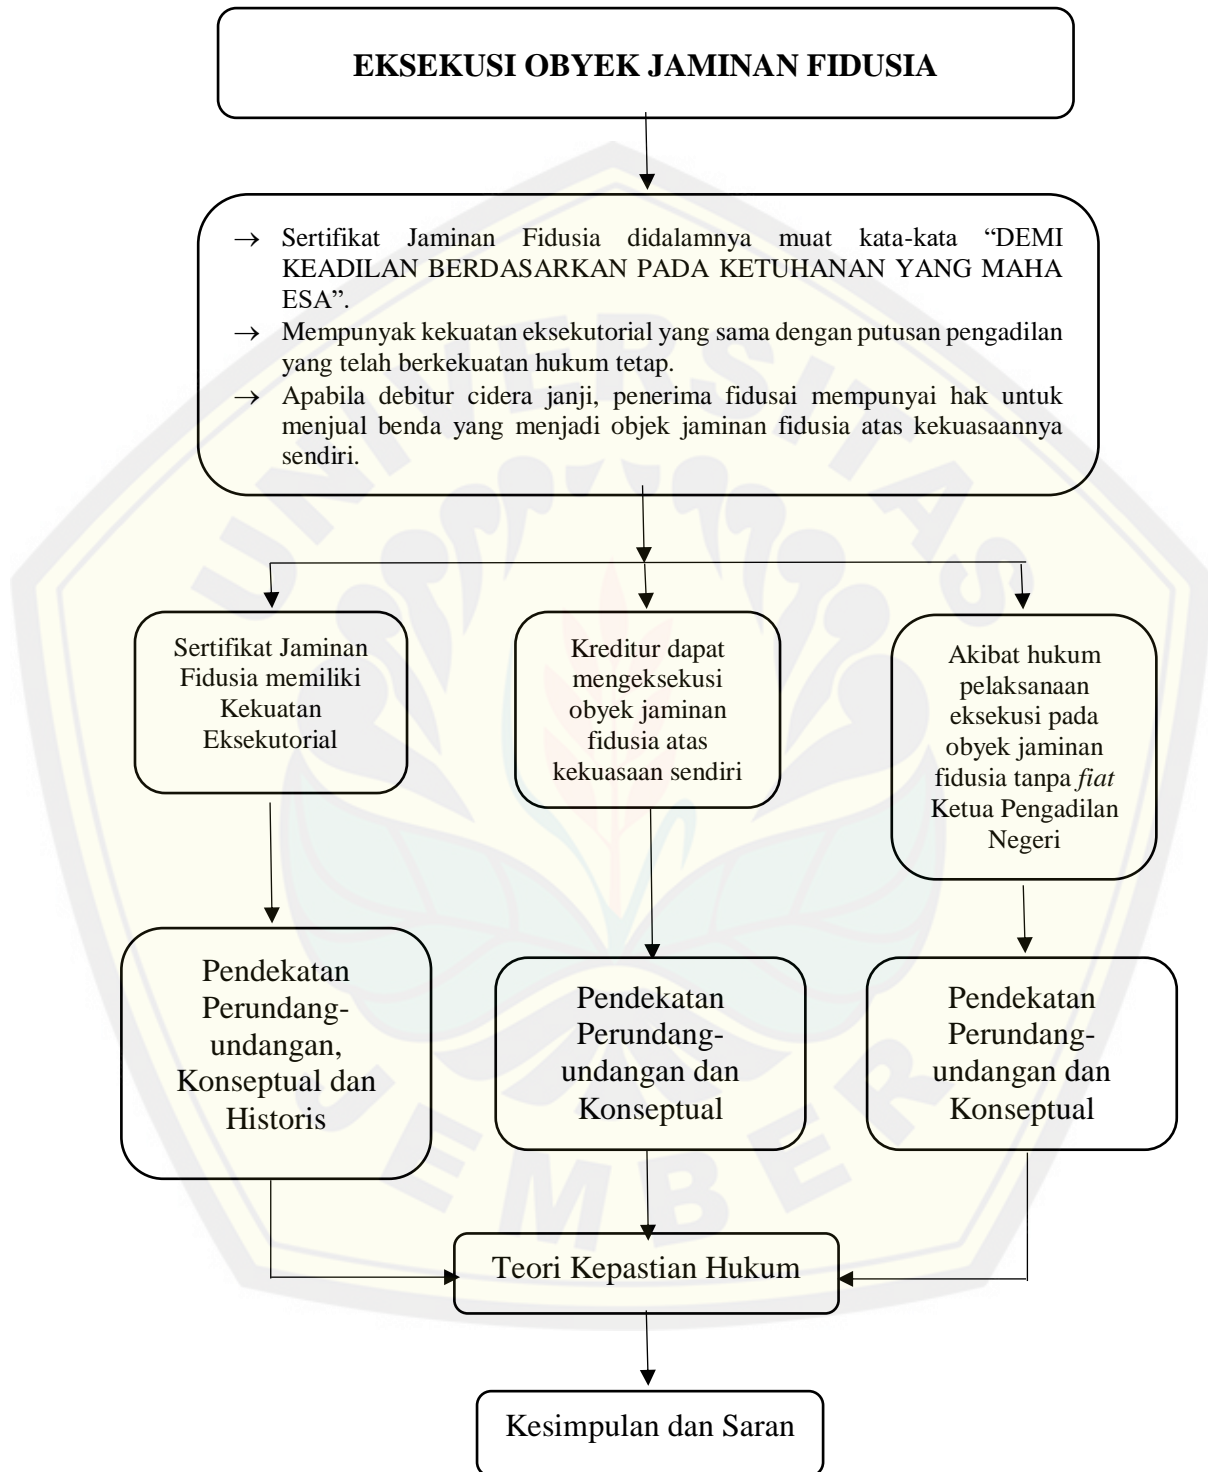 EKSEKUSI OBYEK JAMINAN FIDUSIA
→ Sertifikat Jaminan Fidusia didalamnya muat kata-kata “DEMI
KEADILAN BERDASARKAN PADA KETUHANAN YANG MAHA
ESA”.
→ Mempunyak kekuatan eksekutorial yang sama dengan putusan pengadilan
yang telah berkekuatan hukum tetap.
→ Apabila debitur cidera janji, penerima fidusai mempunyai hak untuk
menjual benda yang menjadi objek jaminan fidusia atas kekuasaannya
sendiri.
Sertifikat Jaminan
Fidusia memiliki
Kekuatan
Eksekutorial
Kreditur dapat
mengeksekusi
obyek jaminan
fidusia atas
kekuasaan sendiri
Akibat hukum
pelaksanaan
eksekusi pada
obyek jaminan
fidusia tanpa fiat
Ketua Pengadilan
Negeri
Pendekatan
Perundang-
undangan,
Konseptual dan
Historis
Pendekatan
Perundang-
undangan dan
Konseptual
Pendekatan
Perundang-
undangan dan
Konseptual
Teori Kepastian Hukum
Kesimpulan dan Saran
UNIVERSITAS
JEMBER